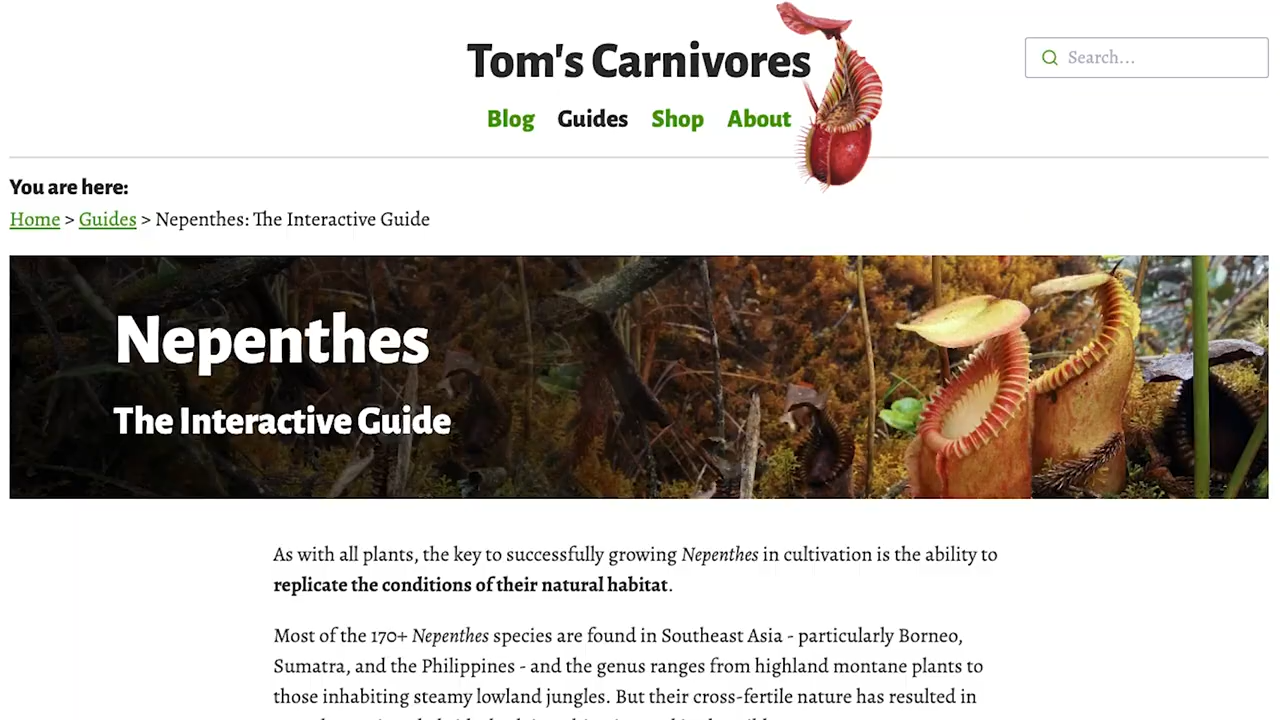 Tom's Carnivores
Search...
Blog Guides Shop About
You are here:
Home > Guides > Nepenthes: The Interactive Guide
Nepenthes
The Interactive Guide
As with all plants, the key to successfully growing Nepenthes in cultivation is the ability to
replicate the conditions of their natural habitat.
Most of the 170+ Nepenthes species are found in Southeast Asia - particularly Borneo,
Sumatra, and the Philippines - and the genus ranges from highland montane plants to
those inhabiting steamy lowland jungles. But their cross-fertile nature has resulted in